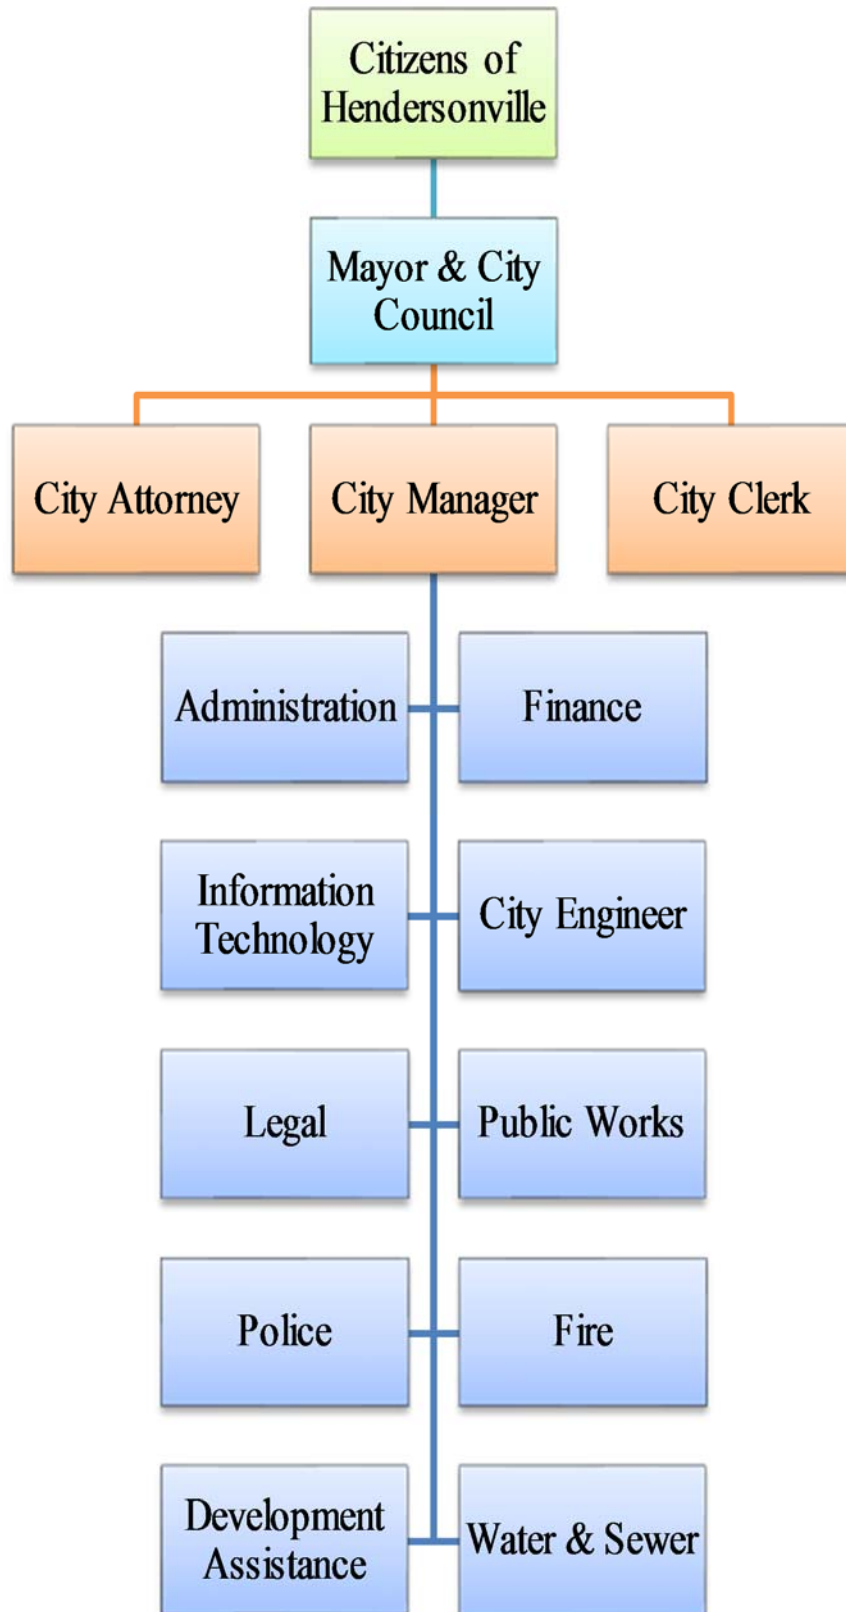 Citizens of
Hendersonville
Mayor & City
Council
City Attorney
City Manager
City Clerk
Administration
Finance
Information
Technology
City Engineer
Legal
Public Works
Police
Fire
Development
Assistance
Water & Sewer